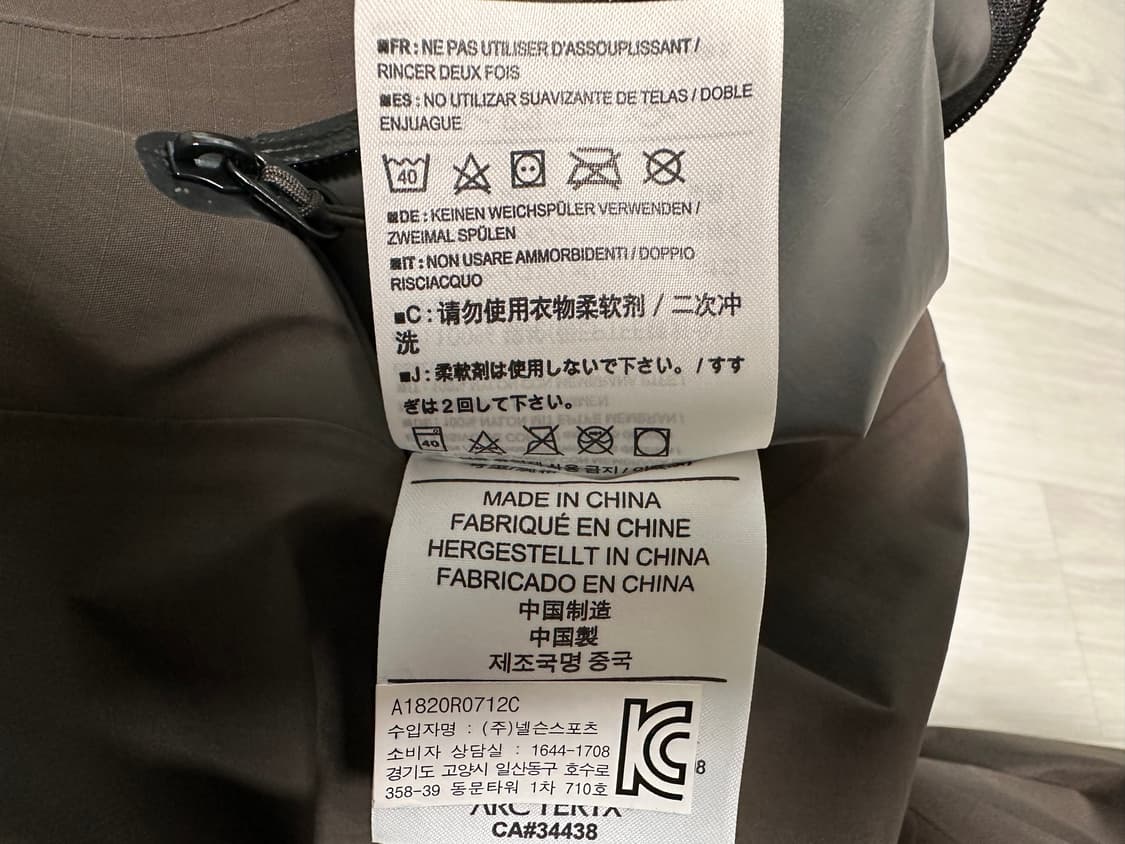 ■FR : NE PAS UTILISER D'ASSOUPLISSANT /
RINCER DEUX FOIS
■ES : NO UTILIZAR SUAVIZANTE DE TELAS / DOBLE
ENJUAGUE
40
■DE : KEINEN WEICHSPÜLER VERWENDEN /
ZWEIMAL SPÜLEN
■IT : NON USARE AMMORBIDENTI / DOPPIO
RISCIACQUO
■C : 请勿使用衣物柔软剂 / 二次冲
洗
■J : 柔軟剤は使用しないで下さい。 / すす
ぎは2回して下さい。
40
사용 금지 /
MADE IN CHINA
FABRIQUÉ EN CHINE
HERGESTELLT IN CHINA
FABRICADO EN CHINA
中国制造
中国製
제조국명 중국
A1820R0712C
수입자명 : (주)넬슨스포츠
소비자 상담실 : 1644-1708
경기도 고양시 일산동구 호수로
358-39 동문타워 1차 710호
8
ARC'TERYX
CA#34438